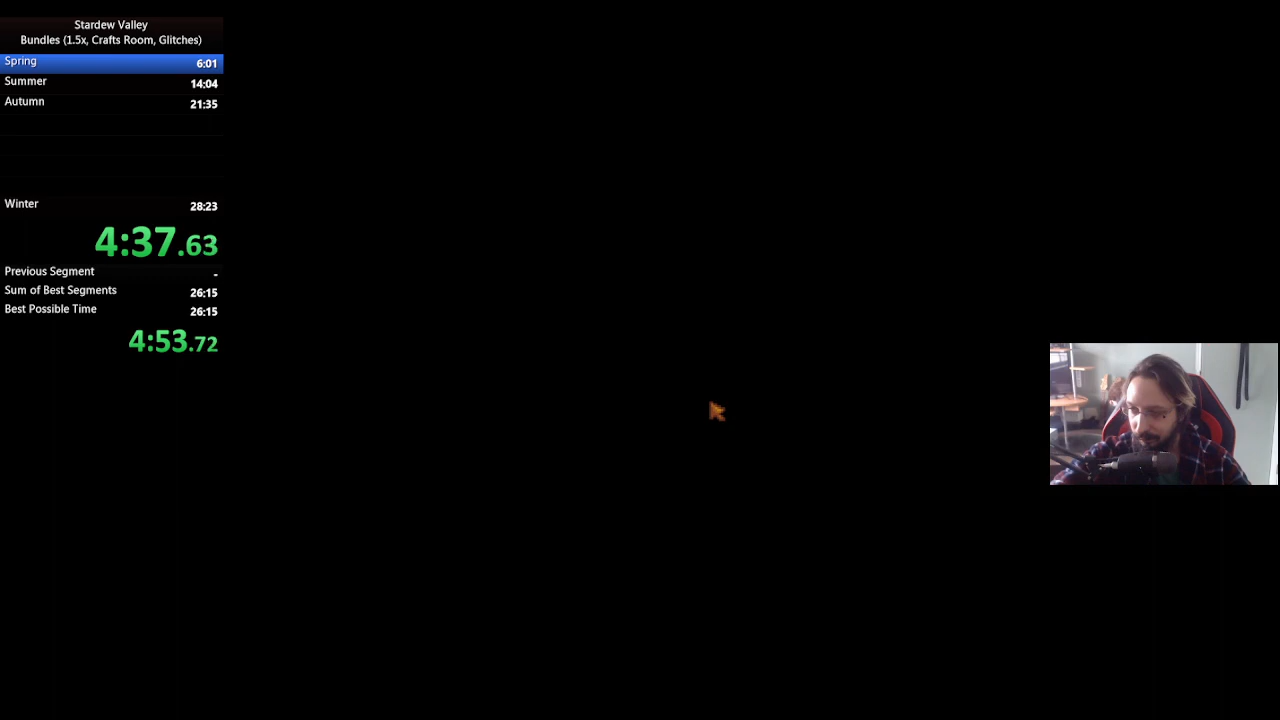 Stardew Valley
Bundles (1.5x, Crafts Room, Glitches)
Spring 6:01
Summer 14:04
Autumn 21:35
Winter 28:23
4:37.63
Previous Segment -
Sum of Best Segments 26:15
Best Possible Time 26:15
4:53.72